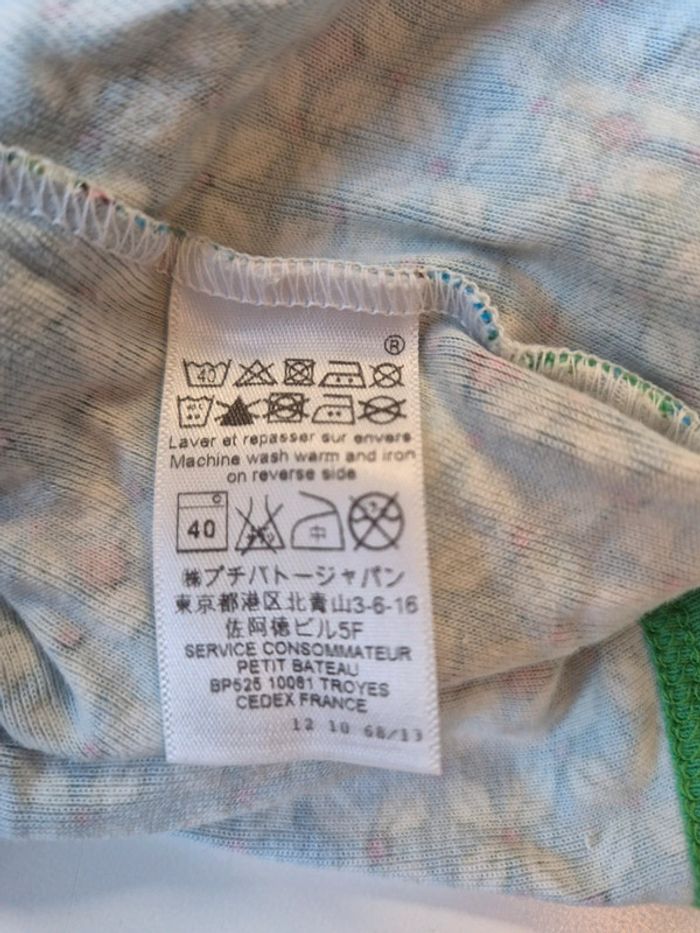 ®
40
Laver et repasser sur envers
Machine wash warm and iron
on reverse side
40 中
㈱プチバトージャパン
東京都港区北青山3-6-16
佐阿徳ビル5F
SERVICE CONSOMMATEUR
PETIT BATEAU
BP525 10081 TROYES
CEDEX FRANCE
12 10 68/13